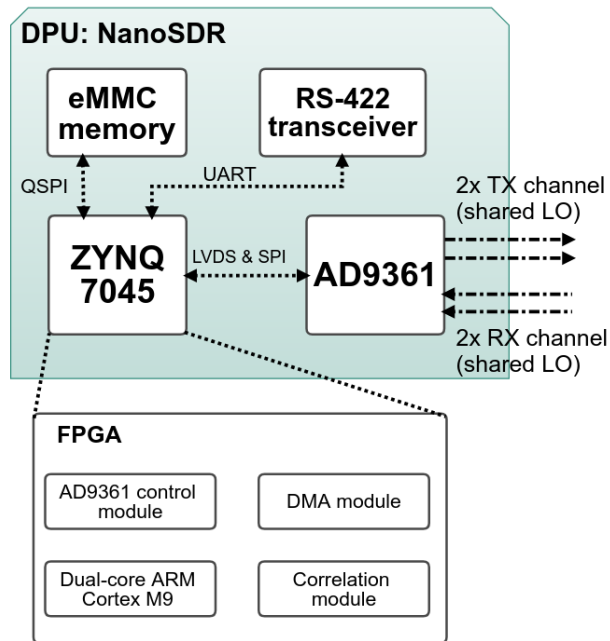 DPU: NanoSDR
eMMC
memory
RS-422
transceiver
QSPI
UART
2x TX channel
(shared LO)
ZYNQ
7045
LVDS & SPI
AD9361
2x RX channel
(shared LO)
FPGA
AD9361 control
module
DMA module
Dual-core ARM
Cortex M9
Correlation
module